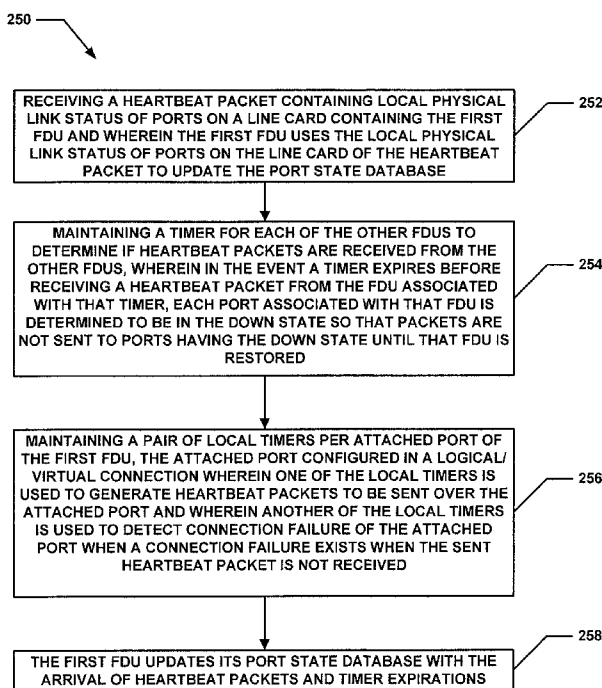 250
RECEIVING A HEARTBEAT PACKET CONTAINING LOCAL PHYSICAL
LINK STATUS OF PORTS ON A LINE CARD CONTAINING THE FIRST
FDU AND WHEREIN THE FIRST FDU USES THE LOCAL PHYSICAL
LINK STATUS OF PORTS ON THE LINE CARD OF THE HEARTBEAT
PACKET TO UPDATE THE PORT STATE DATABASE
252
MAINTAINING A TIMER FOR EACH OF THE OTHER FDUS TO
DETERMINE IF HEARTBEAT PACKETS ARE RECEIVED FROM THE
OTHER FDUS, WHEREIN IN THE EVENT A TIMER EXPIRES BEFORE
RECEIVING A HEARTBEAT PACKET FROM THE FDU ASSOCIATED
WITH THAT TIMER, EACH PORT ASSOCIATED WITH THAT FDU IS
DETERMINED TO BE IN THE DOWN STATE SO THAT PACKETS ARE
NOT SENT TO PORTS HAVING THE DOWN STATE UNTIL THAT FDU IS
RESTORED
254
MAINTAINING A PAIR OF LOCAL TIMERS PER ATTACHED PORT OF
THE FIRST FDU, THE ATTACHED PORT CONFIGURED IN A LOGICAL/
VIRTUAL CONNECTION WHEREIN ONE OF THE LOCAL TIMERS IS
USED TO GENERATE HEARTBEAT PACKETS TO BE SENT OVER THE
ATTACHED PORT AND WHEREIN ANOTHER OF THE LOCAL TIMERS
IS USED TO DETECT CONNECTION FAILURE OF THE ATTACHED
PORT WHEN A CONNECTION FAILURE EXISTS WHEN THE SENT
HEARTBEAT PACKET IS NOT RECEIVED
256
THE FIRST FDU UPDATES ITS PORT STATE DATABASE WITH THE
ARRIVAL OF HEARTBEAT PACKETS AND TIMER EXPIRATIONS
258